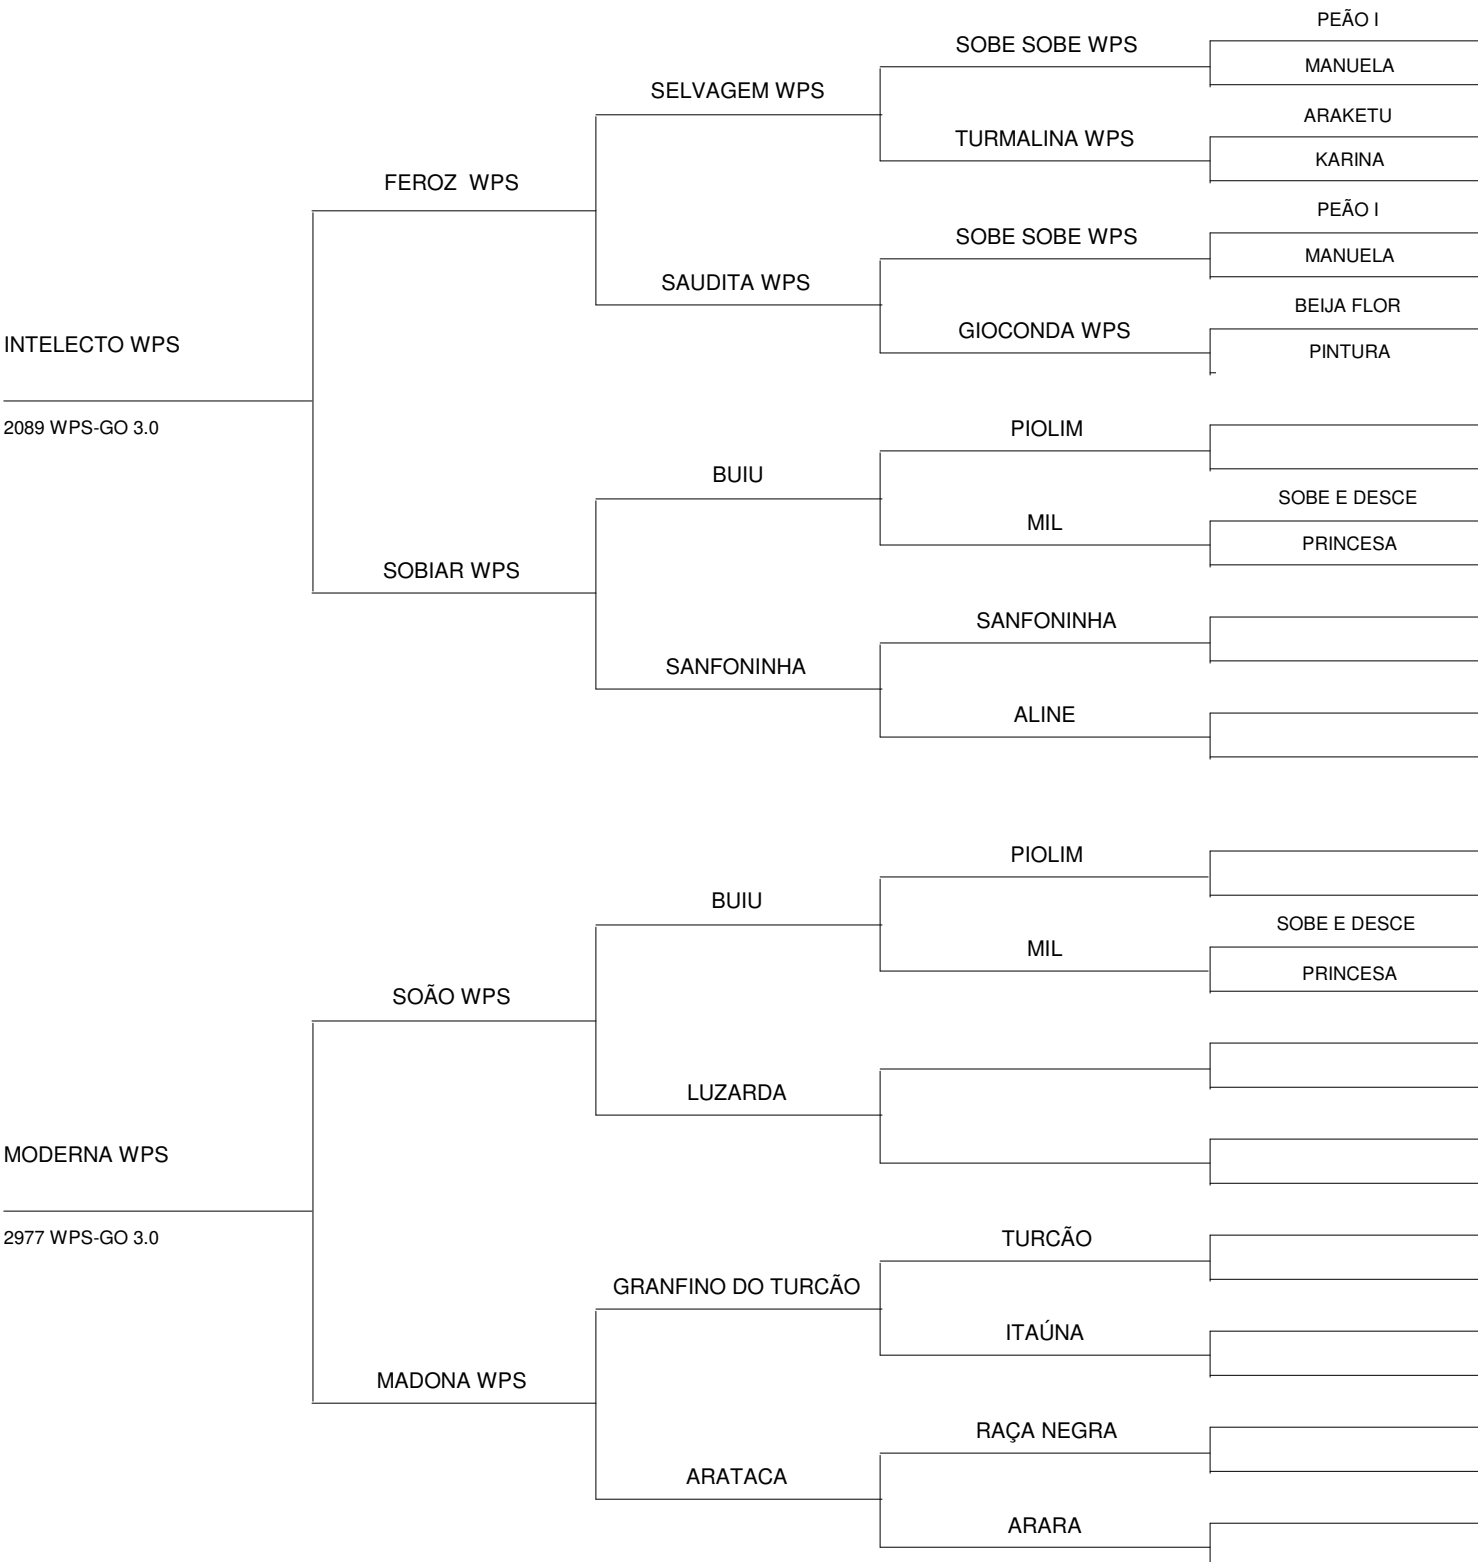 PEÃO I
SOBE SOBE WPS
MANUELA
SELVAGEM WPS
ARAKETU
TURMALINA WPS
KARINA
FEROZ  WPS
PEÃO I
SOBE SOBE WPS
MANUELA
SAUDITA WPS
BEIJA FLOR
GIOCONDA WPS
PINTURA
INTELECTO WPS
2089 WPS-GO 3.0
PIOLIM
BUIU
SOBE E DESCE
MIL
PRINCESA
SOBIAR WPS
SANFONINHA
SANFONINHA
ALINE
PIOLIM
BUIU
SOBE E DESCE
MIL
PRINCESA
SOÃO WPS
LUZARDA
MODERNA WPS
2977 WPS-GO 3.0
TURCÃO
GRANFINO DO TURCÃO
ITAÚNA
MADONA WPS
RAÇA NEGRA
ARATACA
ARARA